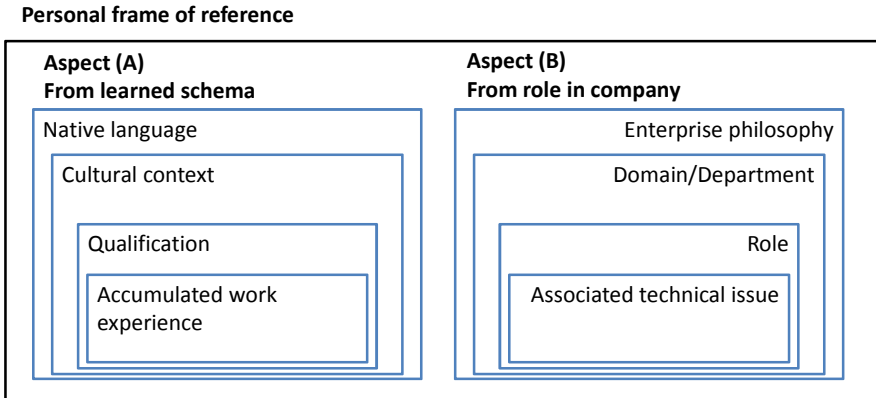 Personal frame of reference
Aspect (A)
From learned schema
Native language
Cultural context
Qualification
Accumulated work
experience
Aspect (B)
From role in company
Enterprise philosophy
Domain/Department
Role
Associated technical issue